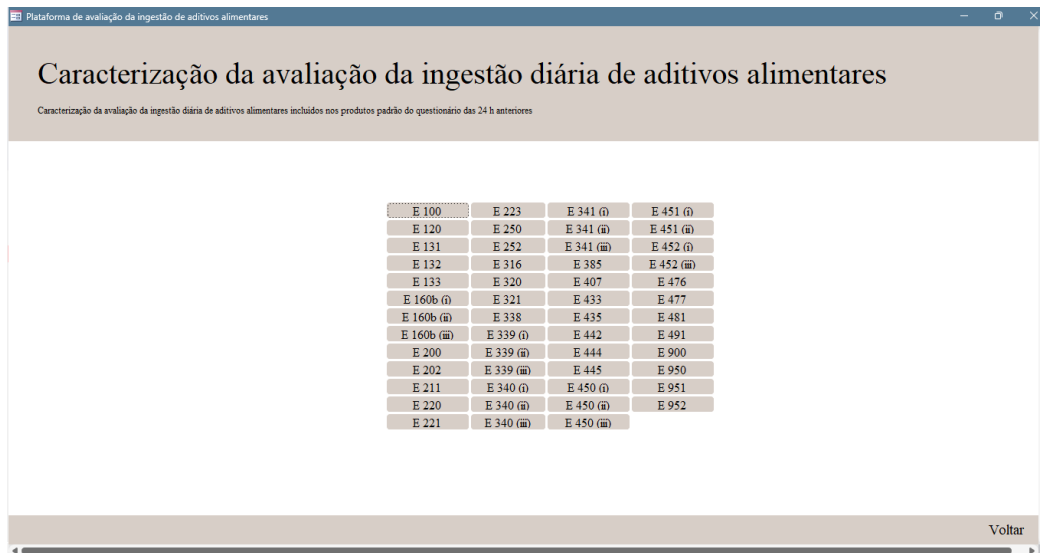 Plataforma de avaliação da ingestão de aditivos alimentares
Caracterização da avaliação da ingestão diária de aditivos alimentares
Caracterização da avaliação da ingestão diária de aditivos alimentares incluídos nos produtos padrão do questionário das 24 h anteriores
E 100 E 223 E 341 (i) E 451 (i)
E 120 E 250 E 341 (ii) E 451 (ii)
E 131 E 252 E 341 (iii) E 452 (i)
E 132 E 316 E 385 E 452 (iii)
E 133 E 320 E 407 E 476
E 160b (i) E 321 E 433 E 477
E 160b (ii) E 338 E 435 E 481
E 160b (iii) E 339 (i) E 442 E 491
E 200 E 339 (ii) E 444 E 900
E 202 E 339 (iii) E 445 E 950
E 211 E 340 (i) E 450 (i) E 951
E 220 E 340 (ii) E 450 (ii) E 952
E 221 E 340 (iii) E 450 (iii)
Voltar